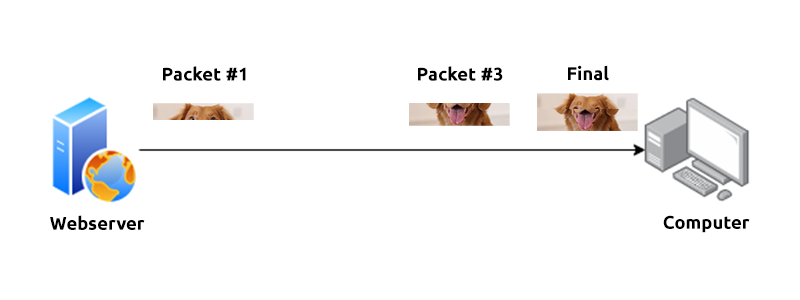 Packet #1
Packet #3
Final
Webserver
Computer